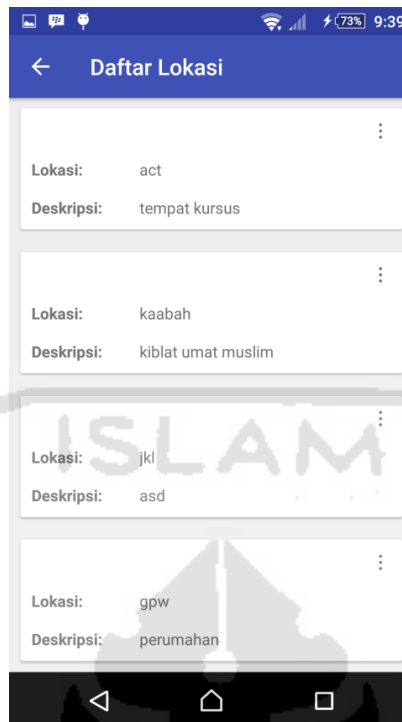 73% 9:39
Daftar Lokasi
Lokasi: act
Deskripsi: tempat kursus
Lokasi: kaabah
Deskripsi: kiblat umat muslim
ISLAM
Lokasi: jkl
Deskripsi: asd
Lokasi: gpw
Deskripsi: perumahan